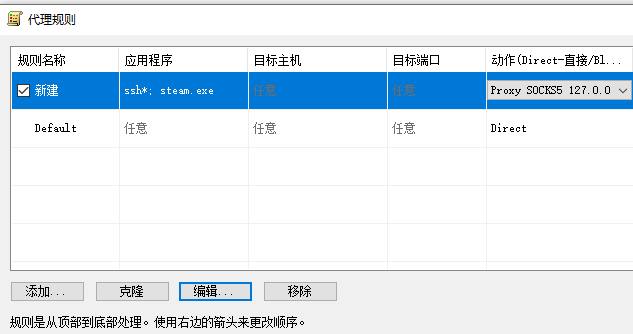 代理规则
规则名称 应用程序 目标主机 目标端口 动作(Direct-直接/Bl...
新建 ssh*; steam.exe 任意 任意 Proxy SOCKS5 127.0.0
Default 任意 任意 任意 Direct
添加... 克隆 编辑... 移除
规则是从顶部到底部处理。使用右边的箭头来更改顺序。